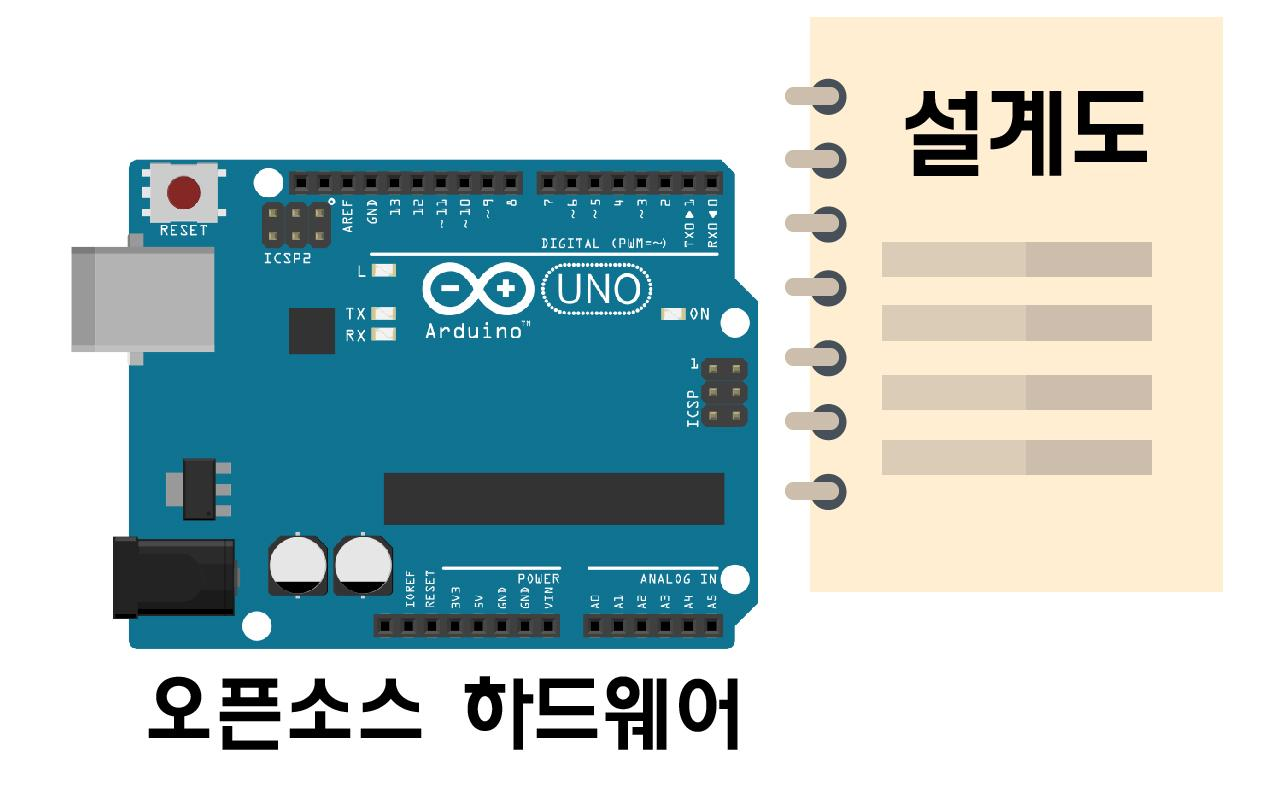 설계도
RESET
ICSP2
AREF
GND
13
12
~11
~10
~9
8
7
~6
~5
4
~3
2
TX0▶1
RX0◀0
DIGITAL (PWM=~)
L
TX
RX
UNO
Arduino™
ON
1
ICSP
POWER
ANALOG IN
IOREF
RESET
3V3
5V
GND
GND
VIN
A0
A1
A2
A3
A4
A5
오픈소스 하드웨어